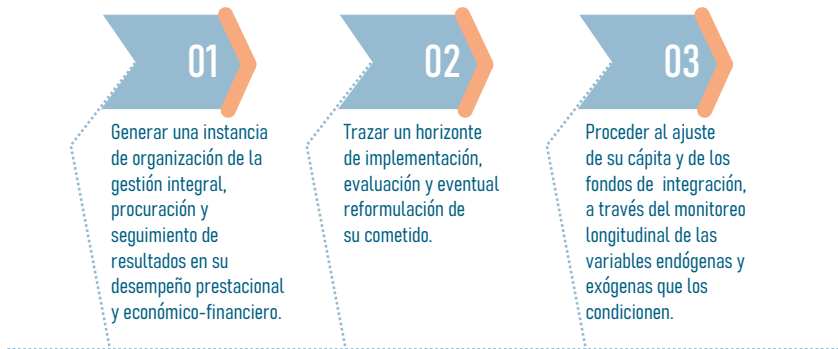 01
Generar una instancia
de organización de la
gestión integral,
procuración y
seguimiento de
resultados en su
desempeño prestacional
y económico-financiero.
02
Trazar un horizonte
de implementación,
evaluación y eventual
reformulación de
su cometido.
03
Proceder al ajuste
de su cápita y de los
fondos de integración,
a través del monitoreo
longitudinal de las
variables endógenas y
exógenas que los
condicionen.